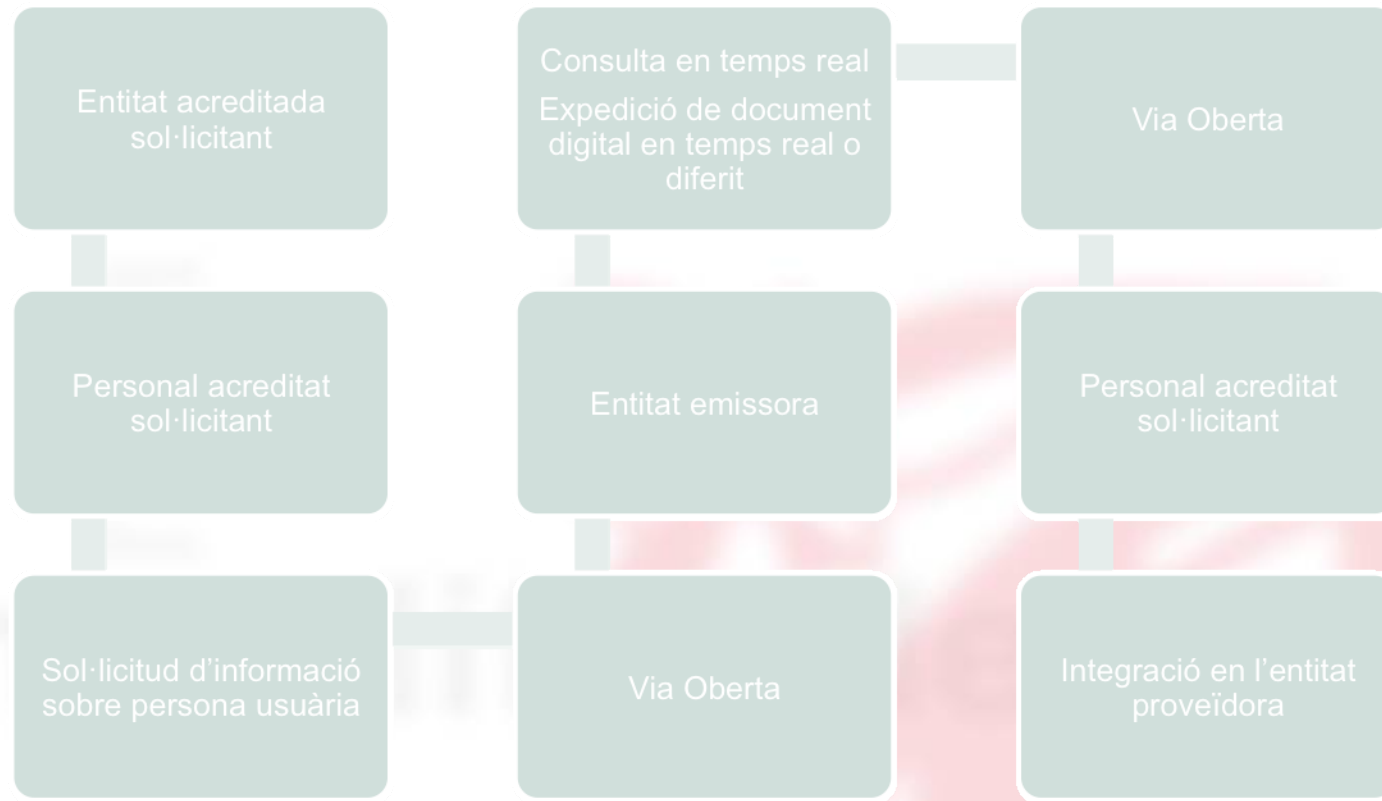 Entitat acreditada
sol·licitant
Personal acreditat
sol·licitant
Sol·licitud d’informació
sobre persona usuària
Via Oberta
Entitat emissora
Consulta en temps real
Expedició de document
digital en temps real o
diferit
Via Oberta
Personal acreditat
sol·licitant
Integració en l’entitat
proveïdora